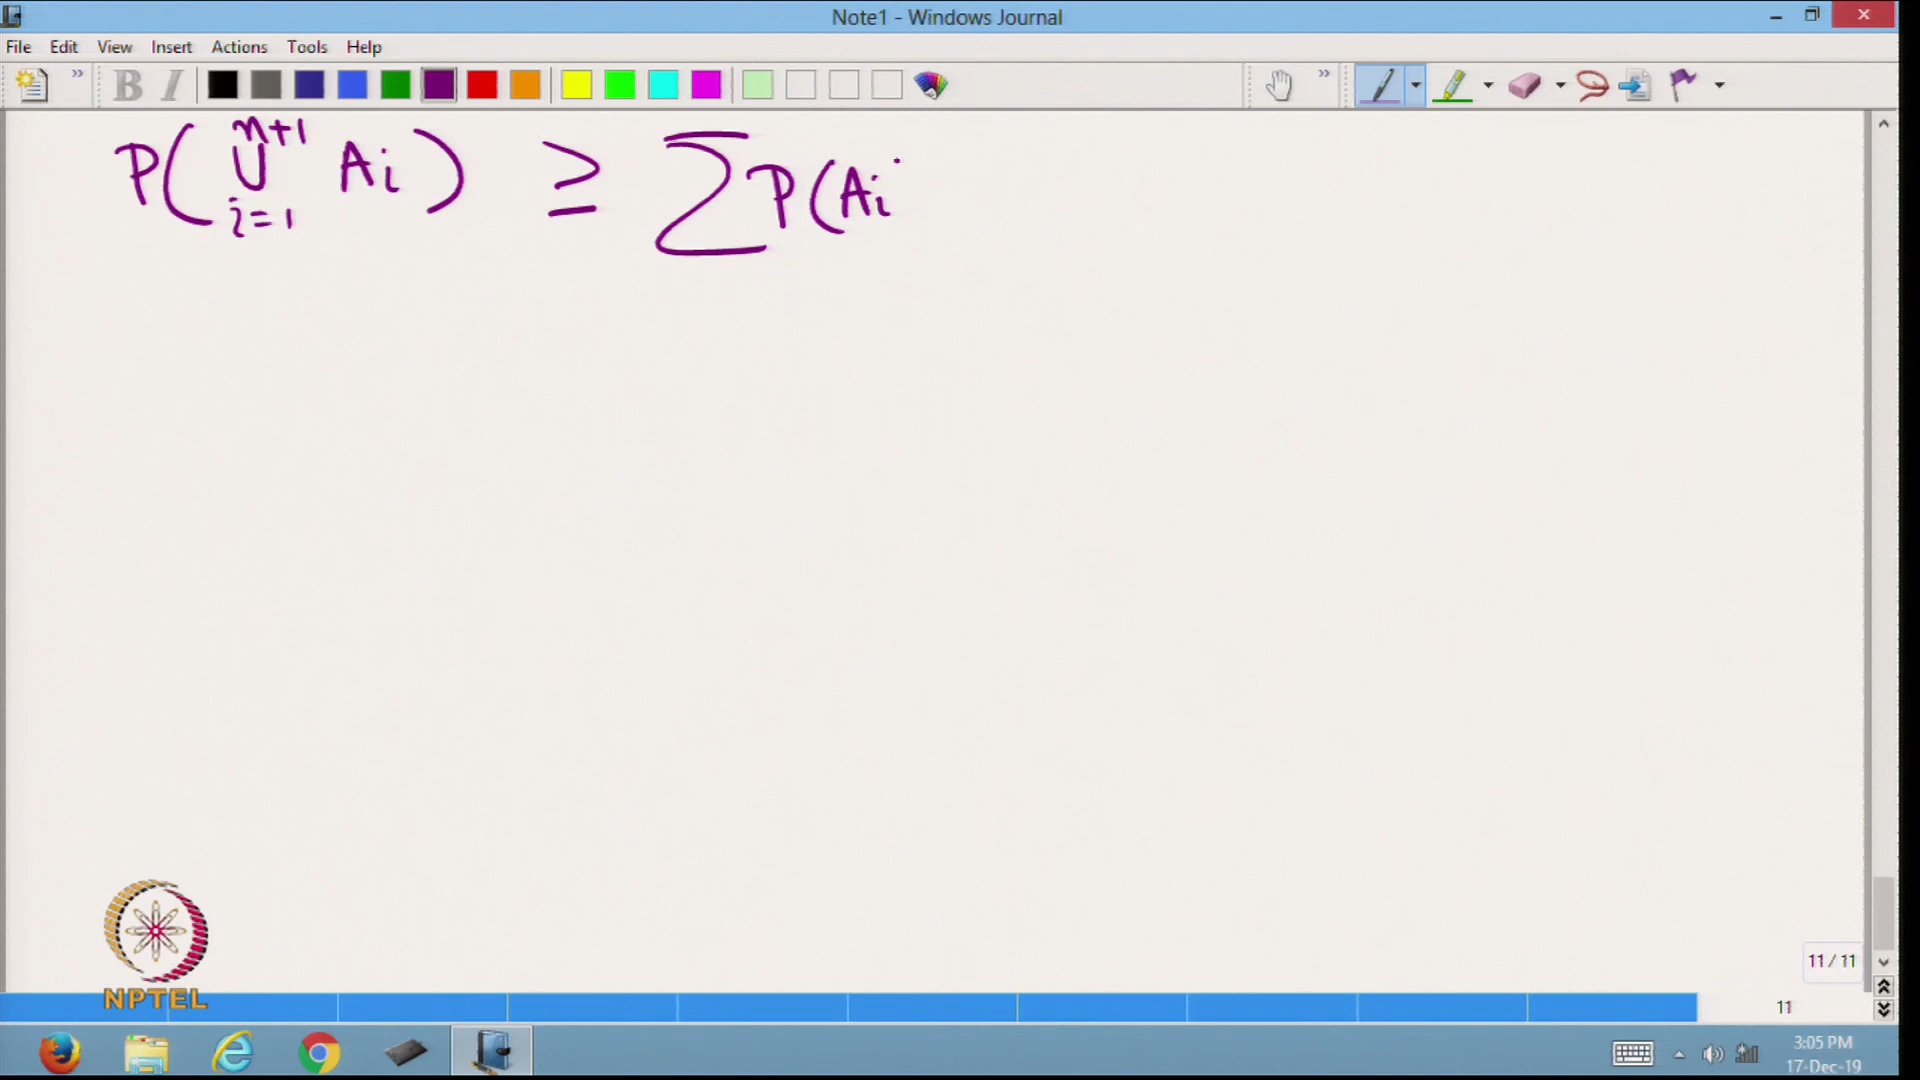 Note1 - Windows Journal
File Edit View Insert Actions Tools Help
B I
P(⋃_{i=1}^{n+1} Ai) ≥ ∑P(Ai
11 / 11
NPTEL
11
3:05 PM
17-Dec-19